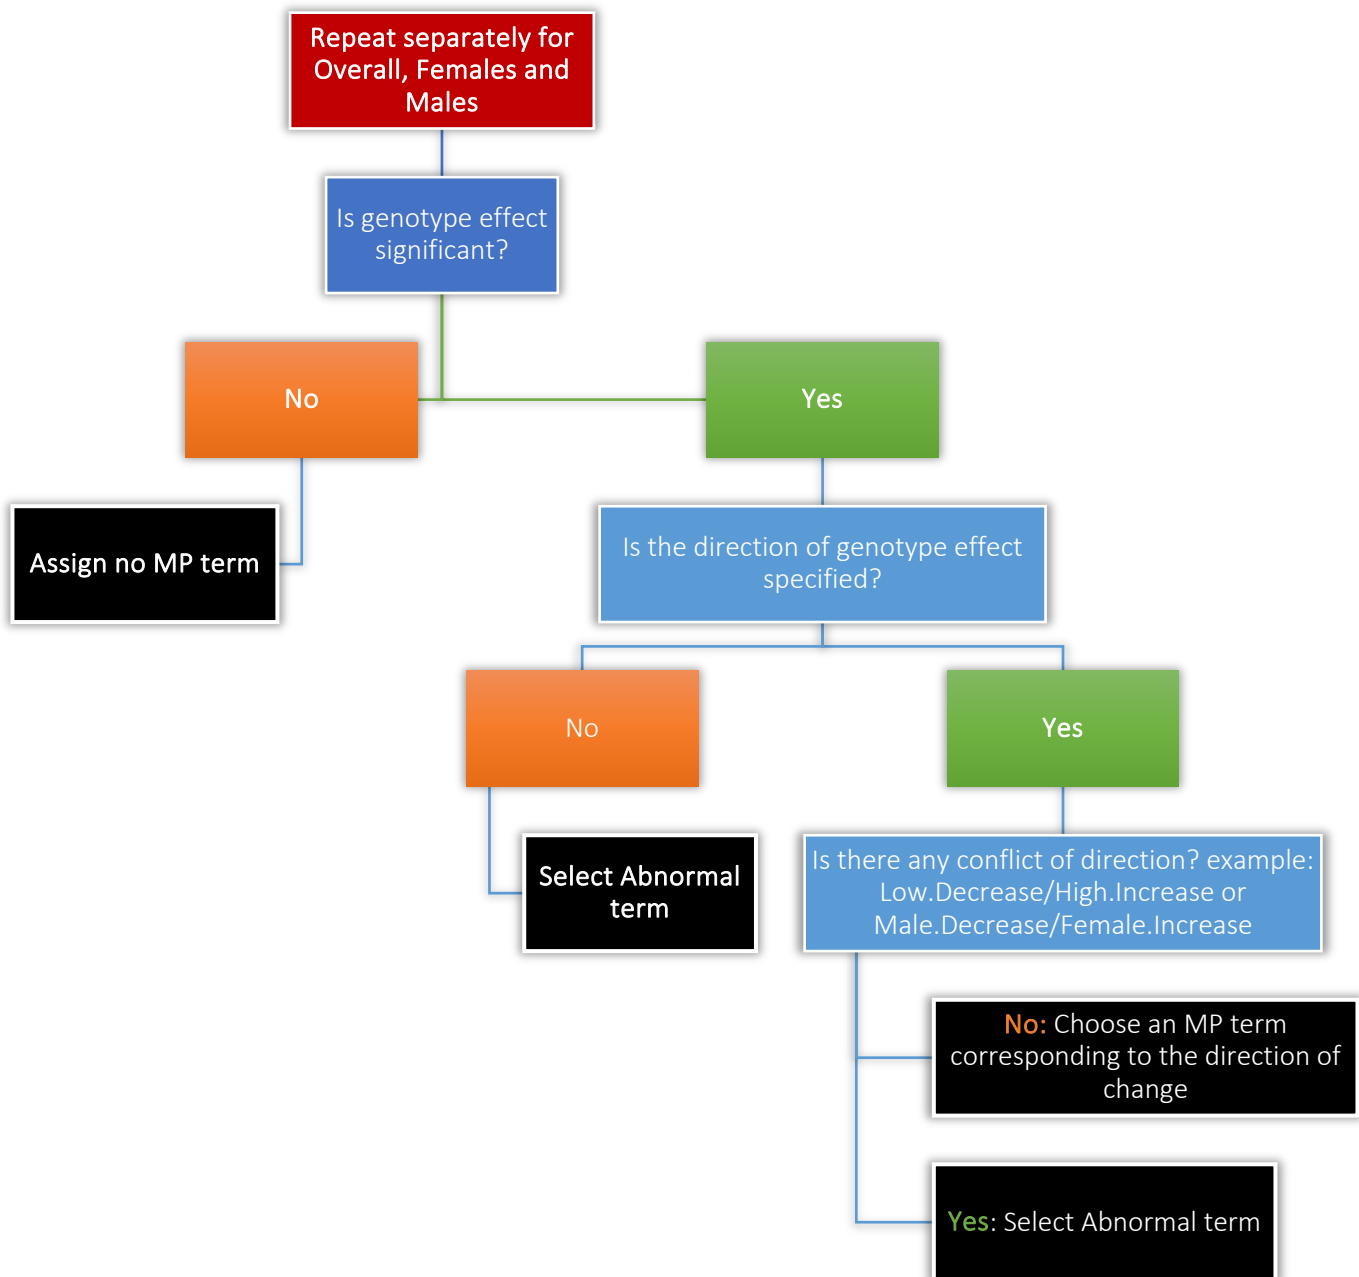 Repeat separately for
Overall, Females and
Males
Is genotype effect
significant?
No
Yes
Assign no MP term
Is the direction of genotype effect
specified?
No
Yes
Select Abnormal
term
Is there any conflict of direction? example:
Low.Decrease/High.Increase or
Male.Decrease/Female.Increase
No: Choose an MP term
corresponding to the direction of
change
Yes: Select Abnormal term